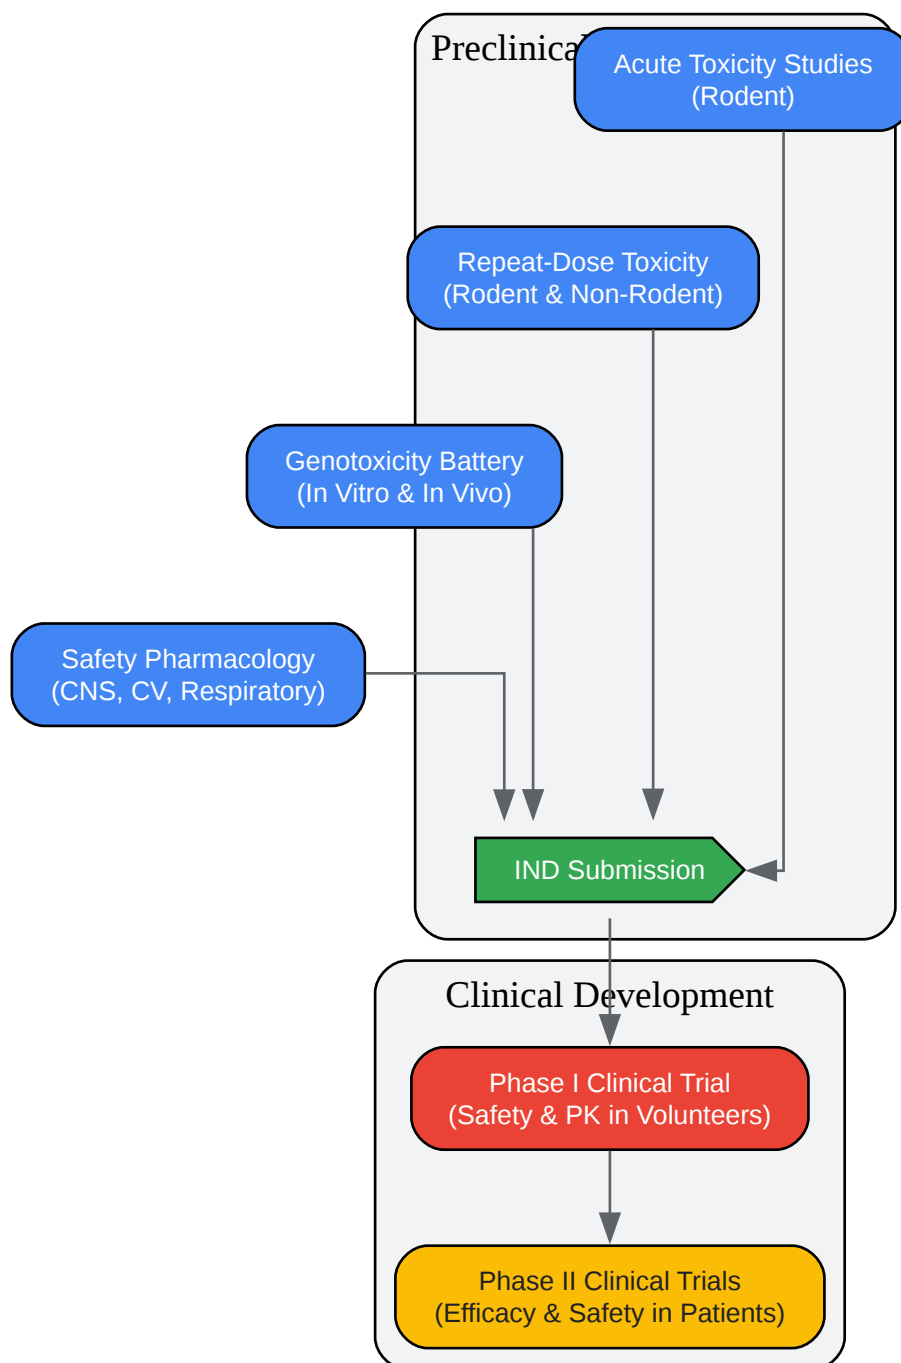 Preclinical
Acute Toxicity Studies
(Rodent)
Repeat-Dose Toxicity
(Rodent & Non-Rodent)
Genotoxicity Battery
(In Vitro & In Vivo)
Safety Pharmacology
(CNS, CV, Respiratory)
IND Submission
Clinical Development
Phase I Clinical Trial
(Safety & PK in Volunteers)
Phase II Clinical Trials
(Efficacy & Safety in Patients)